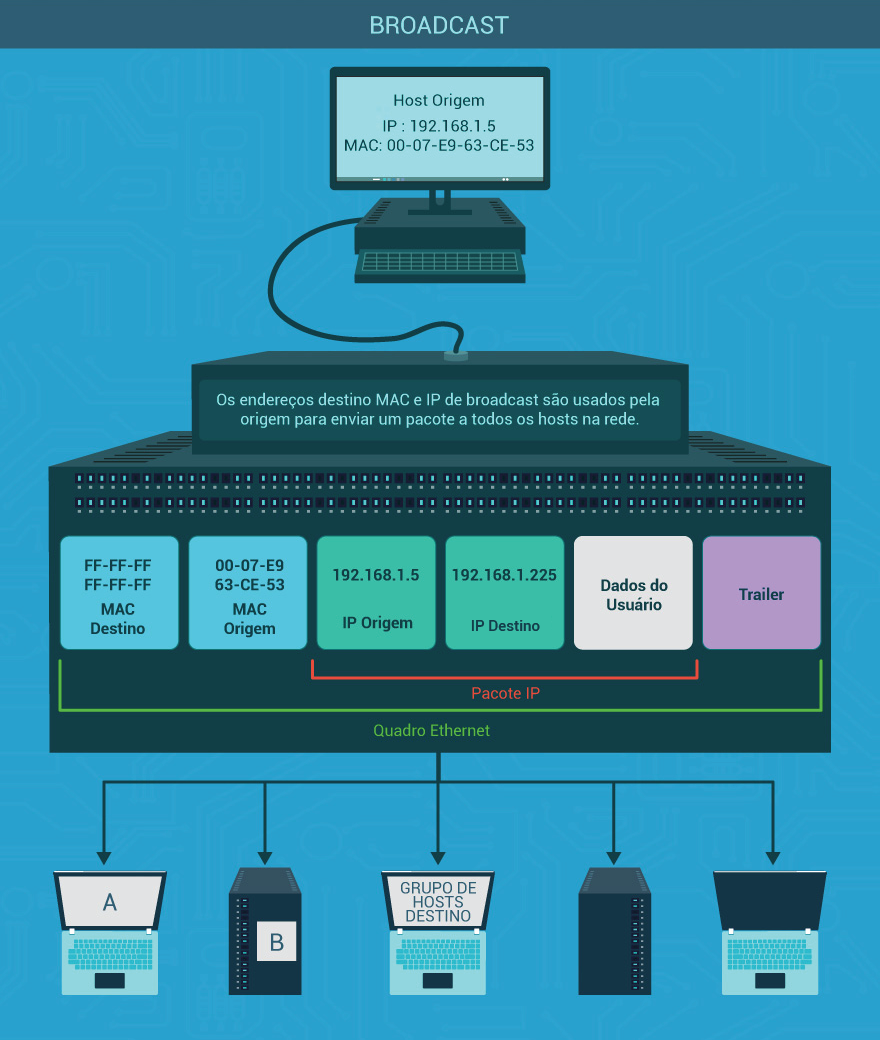 BROADCAST
Host Origem
IP : 192.168.1.5
MAC: 00-07-E9-63-CE-53
Os endereços destino MAC e IP de broadcast são usados pela
origem para enviar um pacote a todos os hosts na rede.
FF-FF-FF
FF-FF-FF
MAC
Destino
00-07-E9
63-CE-53
MAC
Origem
192.168.1.5
IP Origem
192.168.1.225
IP Destino
Dados do
Usuário
Trailer
Pacote IP
Quadro Ethernet
A
B
GRUPO DE
HOSTS
DESTINO